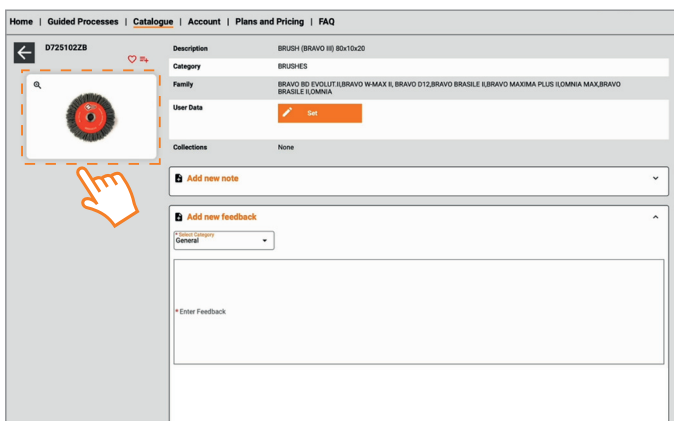 Home | Guided Processes | Catalogue | Account | Plans and Pricing | FAQ
D725102ZB
Description BRUSH (BRAVO III) 80x10x20
Category BRUSHES
Family BRAVO BD EVOLUT.II,BRAVO W-MAX II, BRAVO D12,BRAVO BRASILE II,BRAVO MAXIMA PLUS II,OMNIA MAX,BRAVO
BRASILE II,OMNIA
User Data Set
Collections None
Add new note
Add new feedback
* Select Category
General
* Enter Feedback